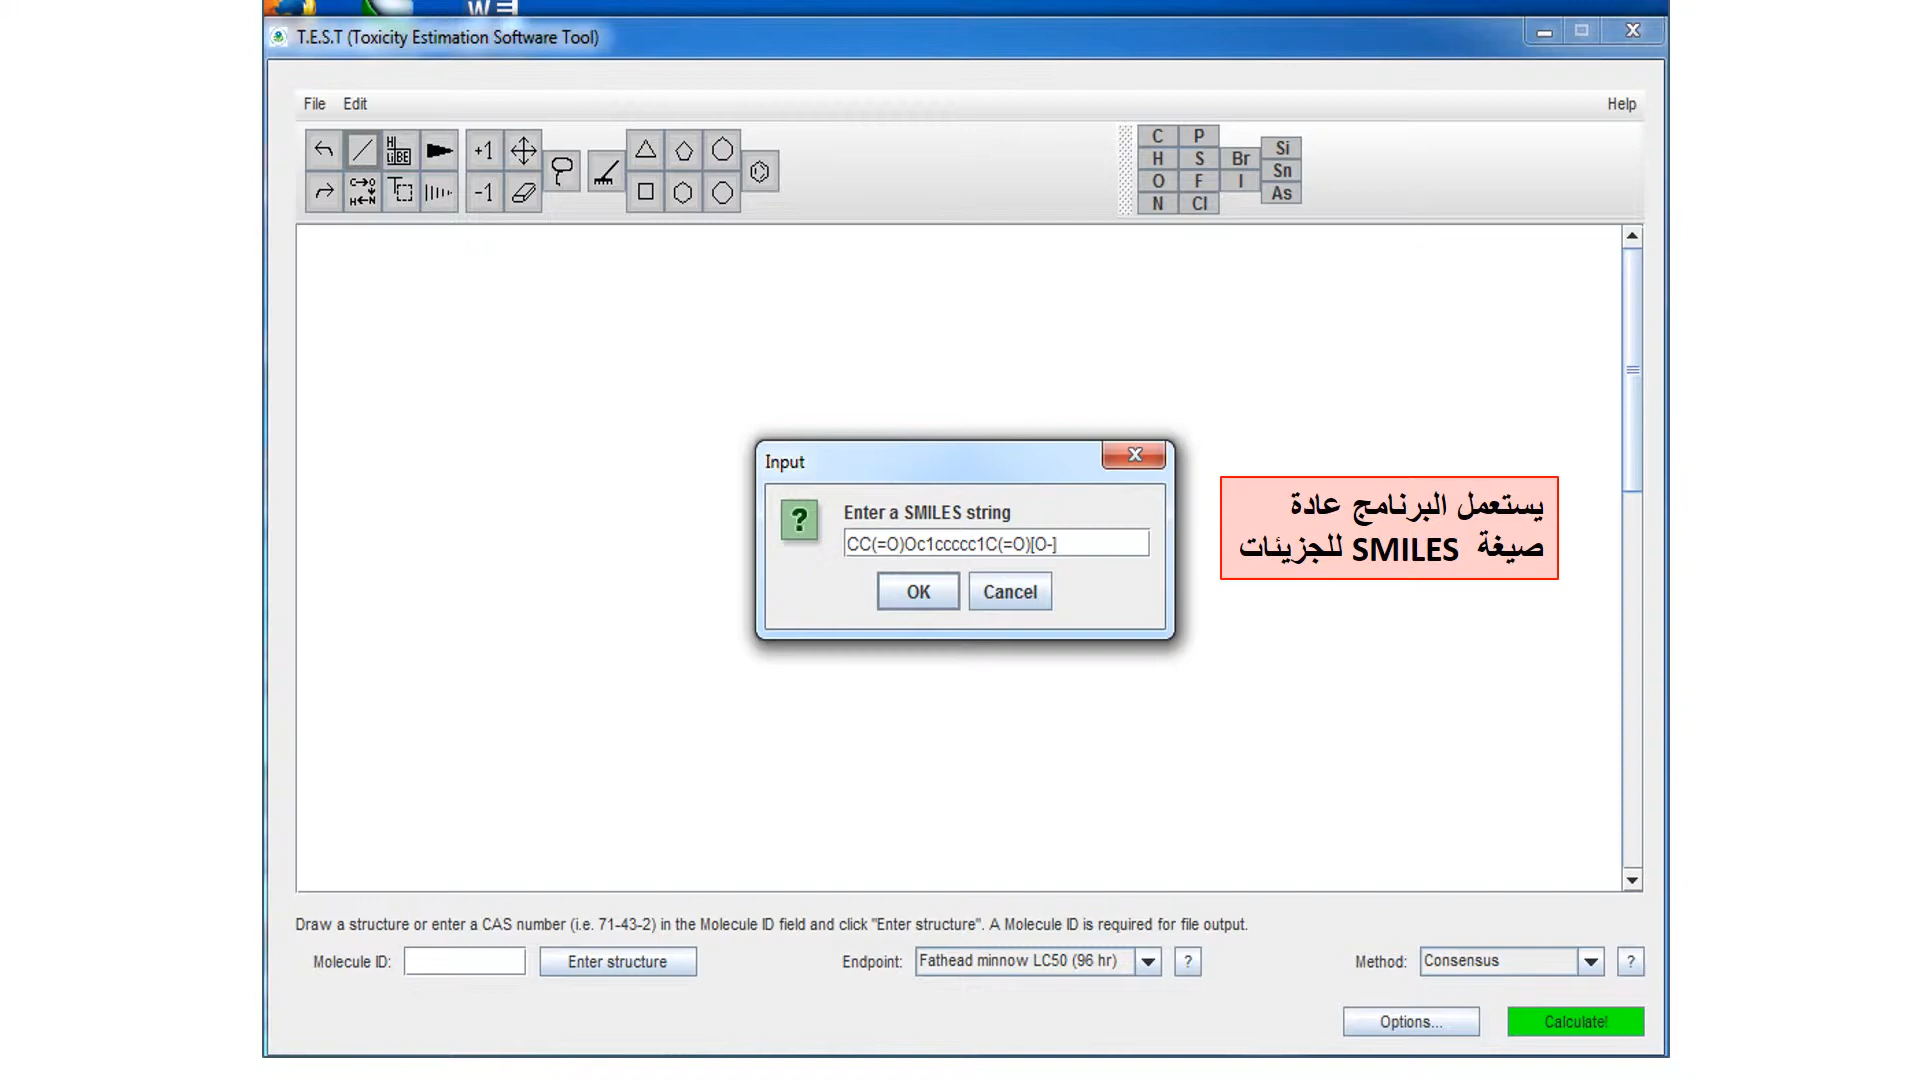 W
T.E.S.T (Toxicity Estimation Software Tool)
File Edit Help
+1
-1
C P
H S
O F
N Cl
Br
I
Si
Sn
As
Input
Enter a SMILES string
CC(=O)Oc1ccccc1C(=O)[O-]
OK Cancel
يستعمل البرنامج عادة
صيغة SMILES للجزيئات
Draw a structure or enter a CAS number (i.e. 71-43-2) in the Molecule ID field and click "Enter structure". A Molecule ID is required for file output.
Molecule ID: Enter structure Endpoint: Fathead minnow LC50 (96 hr) ? Method: Consensus ?
Options... Calculate!